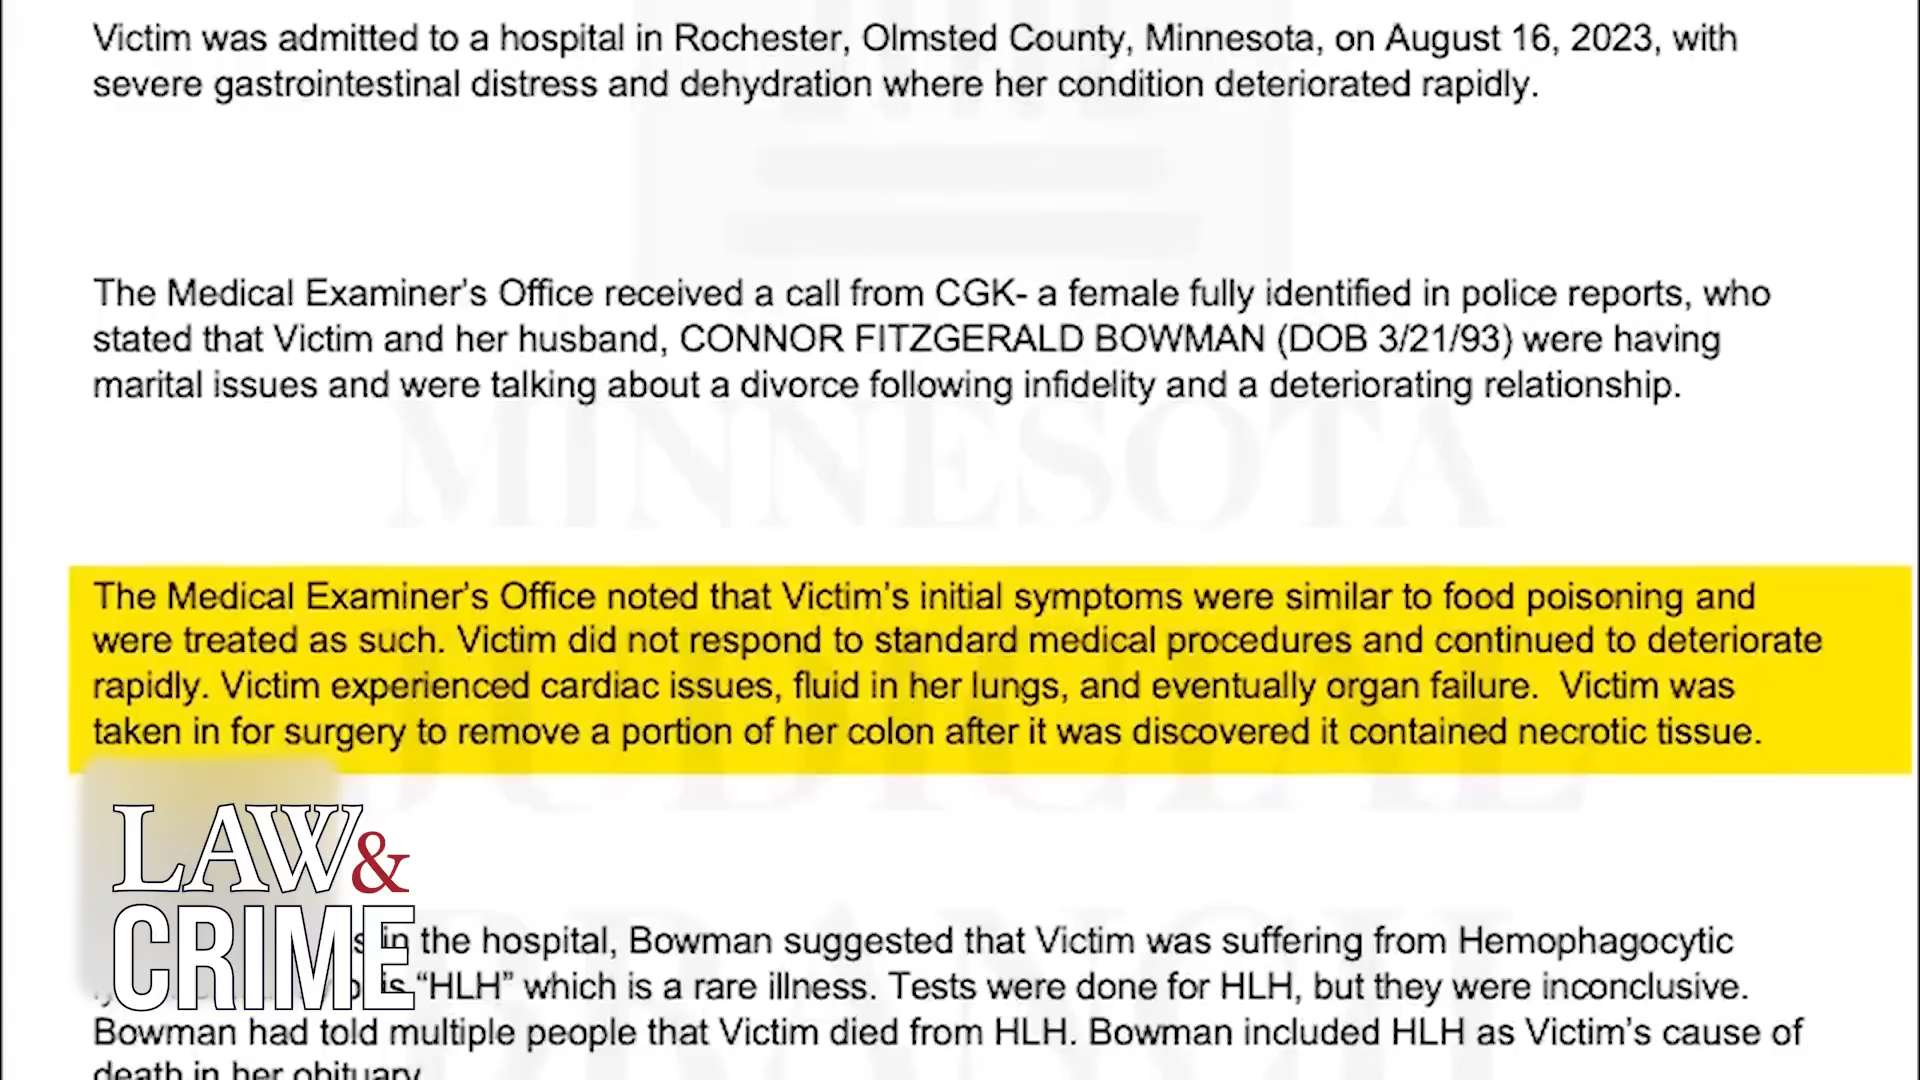 Victim was admitted to a hospital in Rochester, Olmsted County, Minnesota, on August 16, 2023, with
severe gastrointestinal distress and dehydration where her condition deteriorated rapidly.
The Medical Examiner's Office received a call from CGK- a female fully identified in police reports, who
stated that Victim and her husband, CONNOR FITZGERALD BOWMAN (DOB 3/21/93) were having
marital issues and were talking about a divorce following infidelity and a deteriorating relationship.
MINNESOTA
The Medical Examiner's Office noted that Victim's initial symptoms were similar to food poisoning and
were treated as such. Victim did not respond to standard medical procedures and continued to deteriorate
rapidly. Victim experienced cardiac issues, fluid in her lungs, and eventually organ failure.  Victim was
taken in for surgery to remove a portion of her colon after it was discovered it contained necrotic tissue.
JUDICIAL
BRANCH
LAW&
CRIME
in the hospital, Bowman suggested that Victim was suffering from Hemophagocytic
“HLH” which is a rare illness. Tests were done for HLH, but they were inconclusive.
Bowman had told multiple people that Victim died from HLH. Bowman included HLH as Victim's cause of
death in her obituary